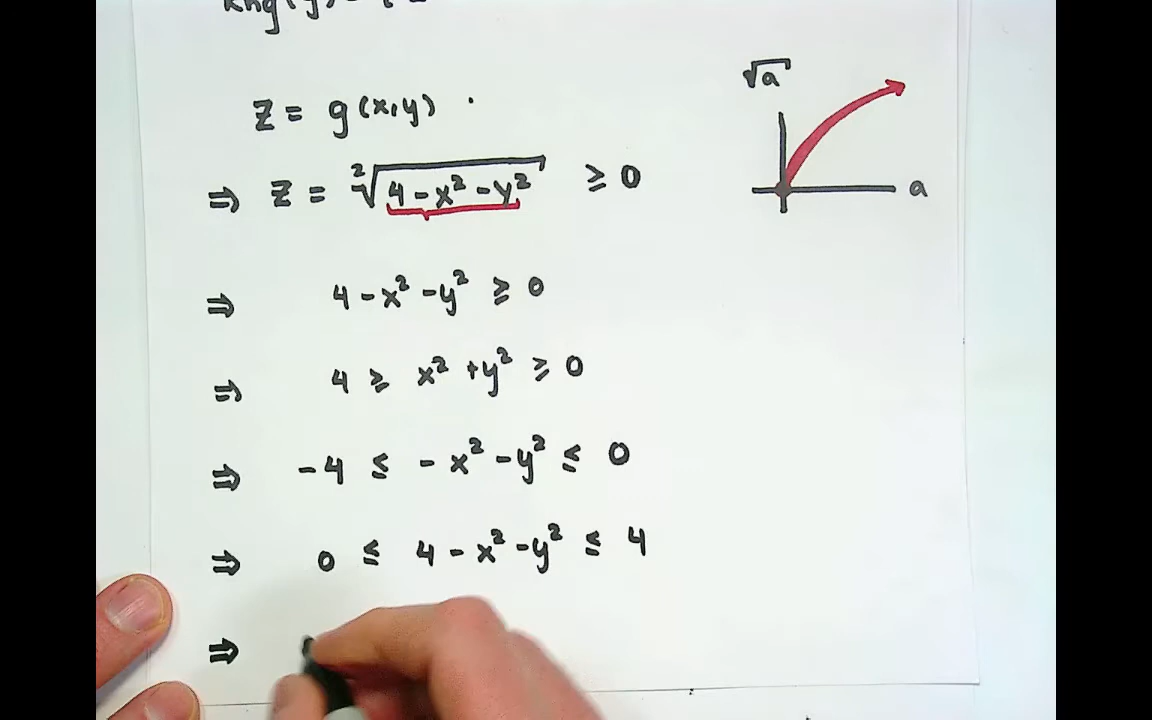 Rng(g)
z = g(x,y) .
√a
⇒ z = ²√(4 - x² - y²) ≥ 0
a
⇒ 4 - x² - y² ≥ 0
⇒ 4 ≥ x² + y² ≥ 0
⇒ -4 ≤ -x² - y² ≤ 0
⇒ 0 ≤ 4 - x² - y² ≤ 4
⇒